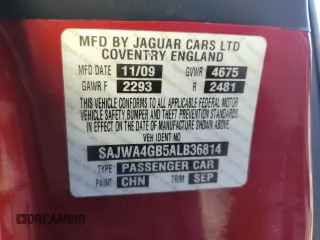 MFD BY JAGUAR CARS LTD
COVENTRY ENGLAND
MFD DATE 11/09 GVWR 4675
GAWR F 2293 R 2481
THIS VEHICLE CONFORMS TO ALL APPLICABLE FEDERAL MOTOR
VEHICLE SAFETY BUMPER AND THEFT PREVENTION STANDARDS
IN EFFECT ON THE DATE OF MANUFACTURE SHOWN ABOVE
VEH IDENT NO
SAJWA4GB5ALB36814
TYPE PASSENGER CAR
PAINT CHN TRIM SEP
© DREAMBID